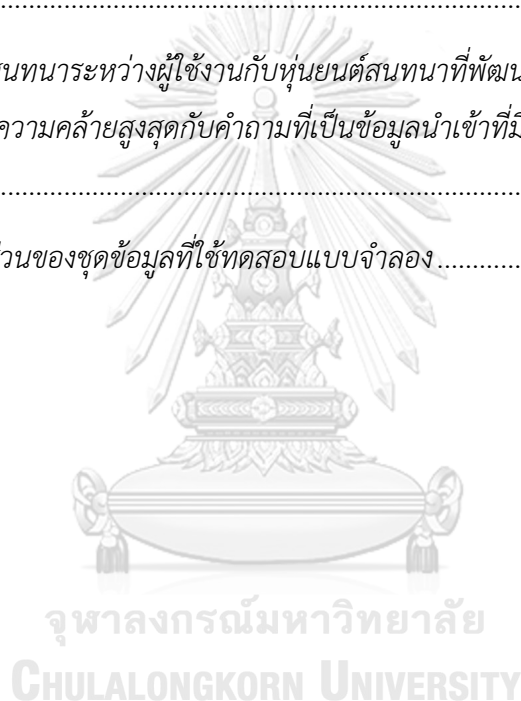 ................................................................
สนทนาระหว่างผู้ใช้งานกับหุ่นยนต์สนทนาที่พัฒน
ความคล้ายสูงสุดกับคำถามที่เป็นข้อมูลนำเข้าที่มี
................................................................
ส่วนของชุดข้อมูลที่ใช้ทดสอบแบบจำลอง ............
จุฬาลงกรณ์มหาวิทยาลัย
CHULALONGKORN UNIVERSITY